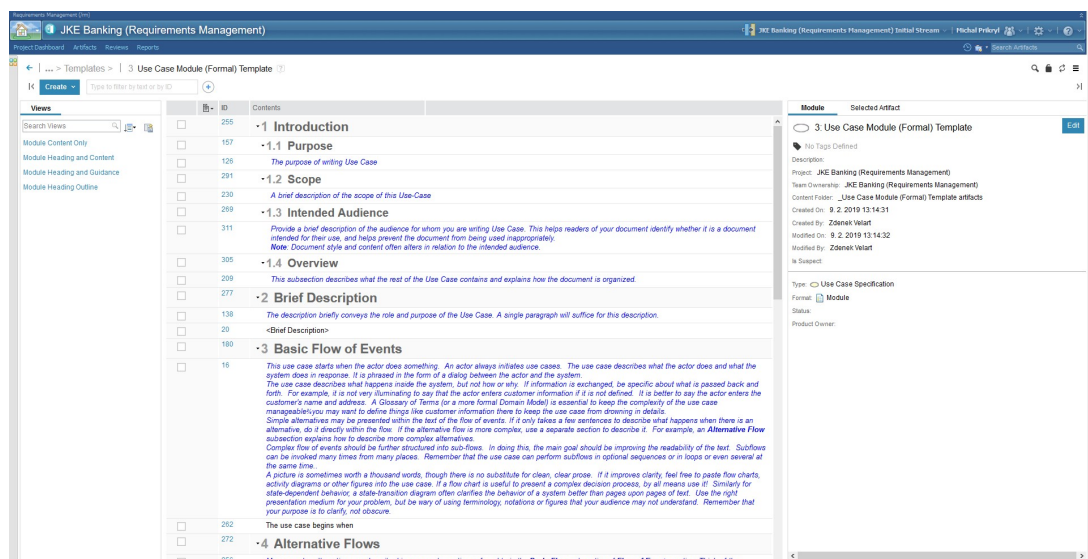 Requirements Management (/rm)
JKE Banking (Requirements Management)
JKE Banking (Requirements Management) Initial Stream
Michal Prikryl
Project Dashboard Artifacts Reviews Reports
Search Artifacts
... > Templates > 3 Use Case Module (Formal) Template
Create
Type to filter by text or by ID
Views
Search Views
Module Content Only
Module Heading and Content
Module Heading and Guidance
Module Heading Outline
ID Contents
255 1 Introduction
157 1.1 Purpose
126 The purpose of writing Use Case
291 1.2 Scope
230 A brief description of the scope of this Use-Case
269 1.3 Intended Audience
311 Provide a brief description of the audience for whom you are writing Use Case. This helps readers of your document identify whether it is a document
intended for their use, and helps prevent the document from being used inappropriately.
Note: Document style and content often alters in relation to the intended audience.
305 1.4 Overview
209 This subsection describes what the rest of the Use Case contains and explains how the document is organized.
277 2 Brief Description
138 The description briefly conveys the role and purpose of the Use Case. A single paragraph will suffice for this description.
20 <Brief Description>
180 3 Basic Flow of Events
16 This use case starts when the actor does something. An actor always initiates use cases. The use case describes what the actor does and what the
system does in response. It is phrased in the form of a dialog between the actor and the system.
The use case describes what happens inside the system, but not how or why. If information is exchanged, be specific about what is passed back and
forth. For example, it is not very illuminating to say that the actor enters customer information if it is not defined. It is better to say the actor enters the
customer's name and address. A Glossary of Terms (or a more formal Domain Model) is essential to keep the complexity of the use case
manageable¾you may want to define things like customer information there to keep the use case from drowning in details.
Simple alternatives may be presented within the text of the flow of events. If it only takes a few sentences to describe what happens when there is an
alternative, do it directly within the flow. If the alternative flow is more complex, use a separate section to describe it. For example, an Alternative Flow
subsection explains how to describe more complex alternatives.
Complex flow of events should be further structured into sub-flows. In doing this, the main goal should be improving the readability of the text. Subflows
can be invoked many times from many places. Remember that the use case can perform subflows in optional sequences or in loops or even several at
the same time..
A picture is sometimes worth a thousand words, though there is no substitute for clean, clear prose. If it improves clarity, feel free to paste flow charts,
activity diagrams or other figures into the use case. If a flow chart is useful to present a complex decision process, by all means use it! Similarly for
state-dependent behavior, a state-transition diagram often clarifies the behavior of a system better than pages upon pages of text. Use the right
presentation medium for your problem, but be wary of using terminology, notations or figures that your audience may not understand. Remember that
your purpose is to clarify, not obscure.
262 The use case begins when
272 4 Alternative Flows
Module Selected Artifact
3: Use Case Module (Formal) Template
Edit
No Tags Defined
Description:
Project: JKE Banking (Requirements Management)
Team Ownership: JKE Banking (Requirements Management)
Content Folder: _Use Case Module (Formal) Template artifacts
Created On: 9. 2. 2019 13:14:31
Created By: Zdenek Velart
Modified On: 9. 2. 2019 13:14:32
Modified By: Zdenek Velart
Is Suspect:
Type: Use Case Specification
Format: Module
Status:
Product Owner: